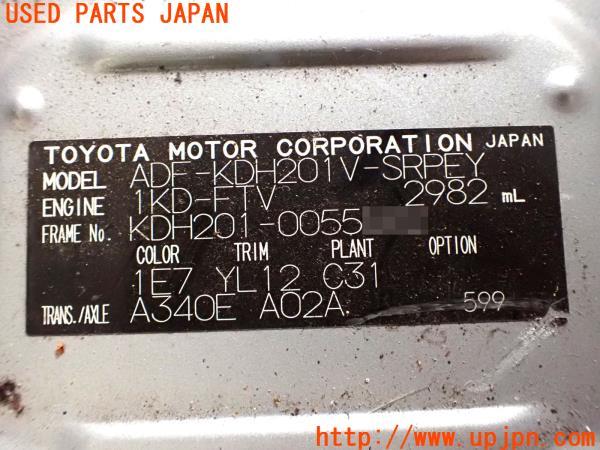 USED PARTS JAPAN
TOYOTA MOTOR CORPORATION JAPAN
MODEL ADF-KDH201V-SRPEY
ENGINE 1KD-FTV 2982 mL
FRAME No. KDH201-0055
COLOR TRIM PLANT OPTION
1E7 YL12 C31
TRANS./AXLE A340E A02A 599
http://www.upjpn.com